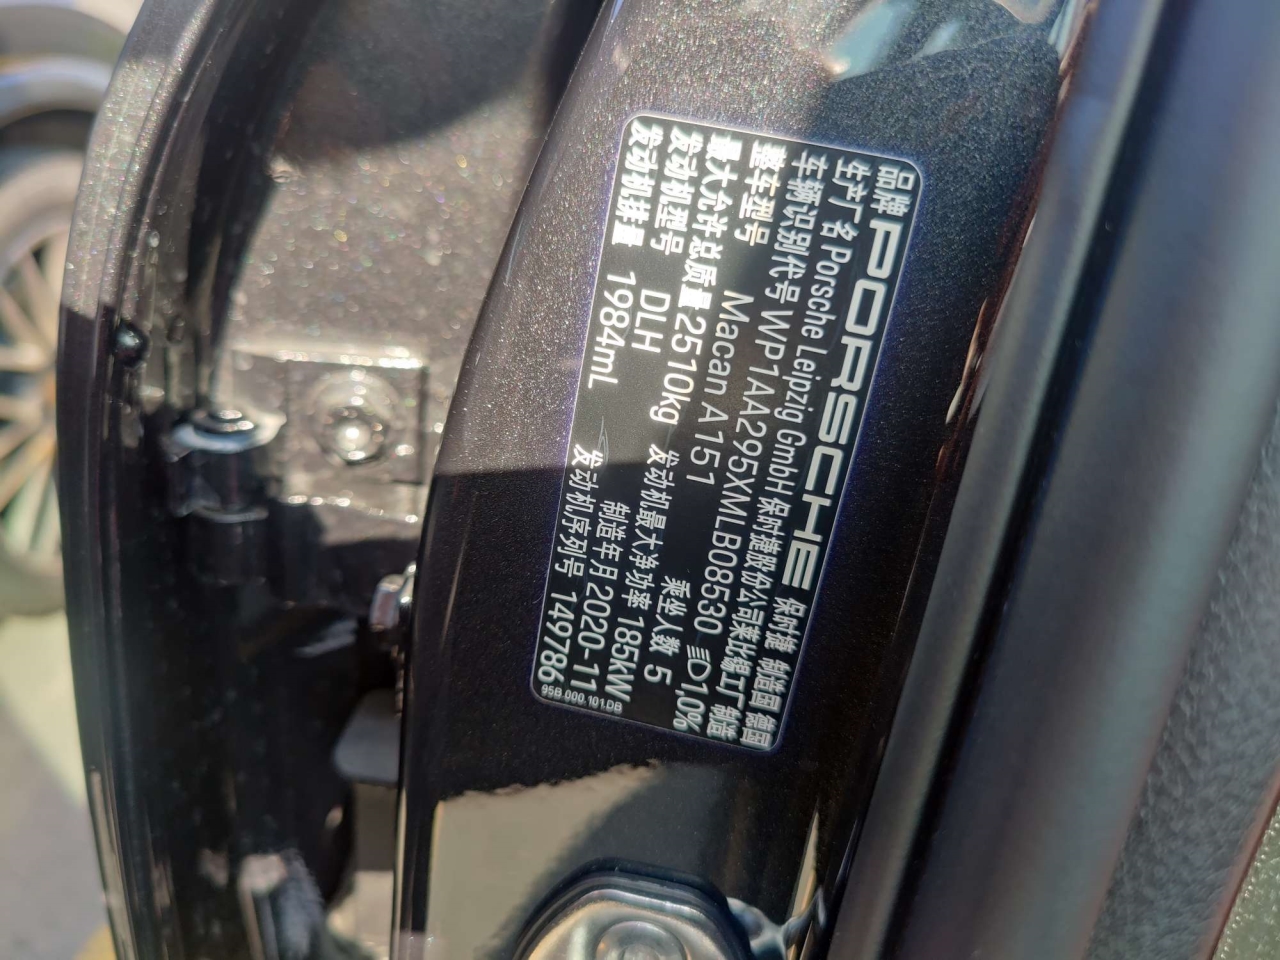 品牌 PORSCHE 保时捷 制造国 德国
生产厂名 Porsche Leipzig GmbH 保时捷股份公司莱比锡工厂制造
车辆识别代号 WP1AA295XMLB08530 1,0%
整车型号 Macan A151 乘坐人数 5
最大允许总质量 2510kg 发动机最大净功率 185kW
发动机型号 DLH 制造年月 2020-11
发动机排量 1984mL 发动机序列号 149786
95B.000.101.DB